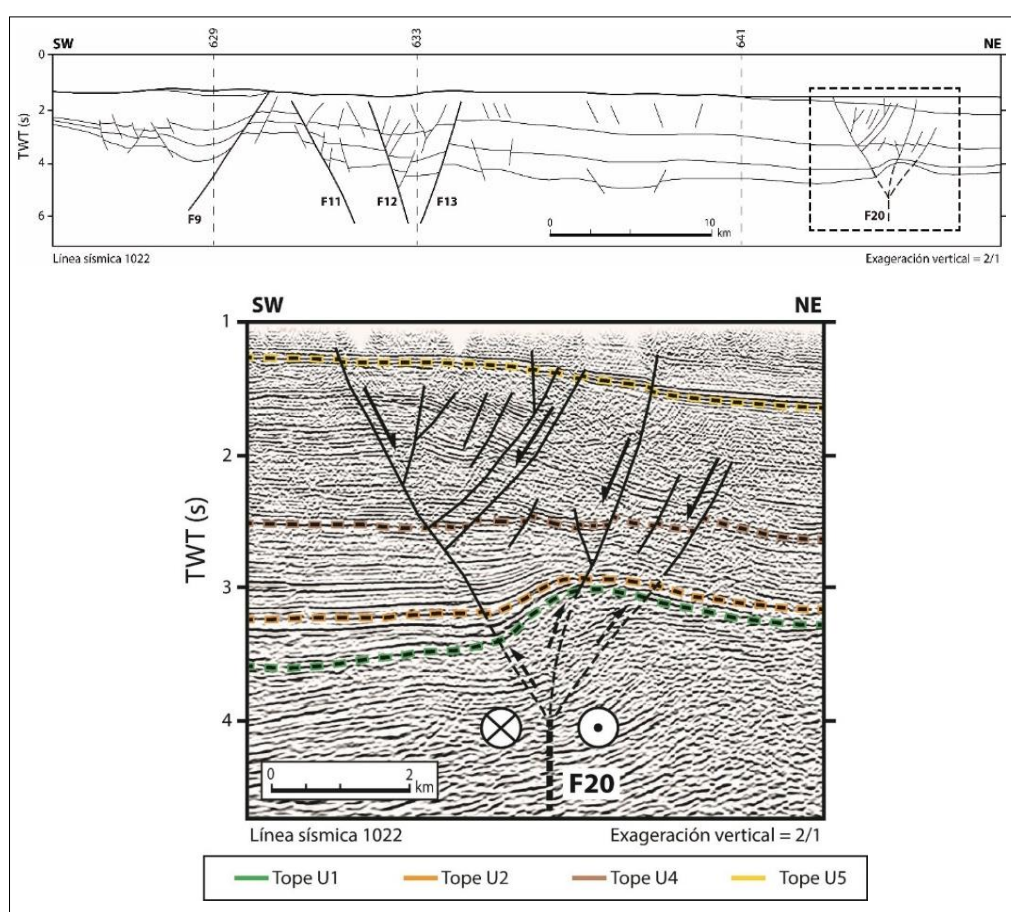 SW 629 633 641 NE
0
2
4
6
TWT (s)
F9 F11 F12 F13 F20
0 10
km
Línea sísmica 1022 Exageración vertical = 2/1
SW NE
1
2
3
4
TWT (s)
0 2
km
F20
Línea sísmica 1022 Exageración vertical = 2/1
Tope U1 Tope U2 Tope U4 Tope U5